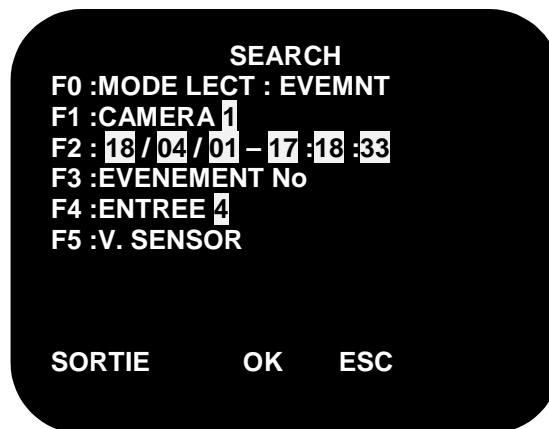 SEARCH
F0 :MODE LECT : EVEMNT
F1 :CAMERA 1
F2 : 18 / 04 / 01 – 17 :18 :33
F3 :EVENEMENT No
F4 :ENTREE 4
F5 :V. SENSOR
SORTIE OK ESC